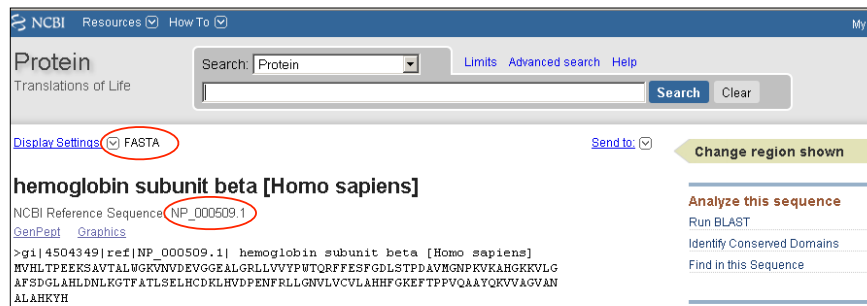 NCBI Resources How To My
Protein
Translations of Life
Search: Protein Limits Advanced search Help
Search Clear
Display Settings: FASTA Send to:
Change region shown
hemoglobin subunit beta [Homo sapiens]
NCBI Reference Sequence: NP_000509.1
GenPept Graphics
>gi|4504349|ref|NP_000509.1| hemoglobin subunit beta [Homo sapiens]
MVHLTPEEKSAVTALWGKVNVDEVGGEALGRLLVVYPWTQRFFESFGDLSTPDAVMGNPKVKAHGKKVLG
AFSDGLAHLDNLKGTFATLSELHCDKLHVDPENFRLLGNVLVCVLAHHFGKEFTPPVQAAYQKVVAGVAN
ALAHKYH
Analyze this sequence
Run BLAST
Identify Conserved Domains
Find in this Sequence